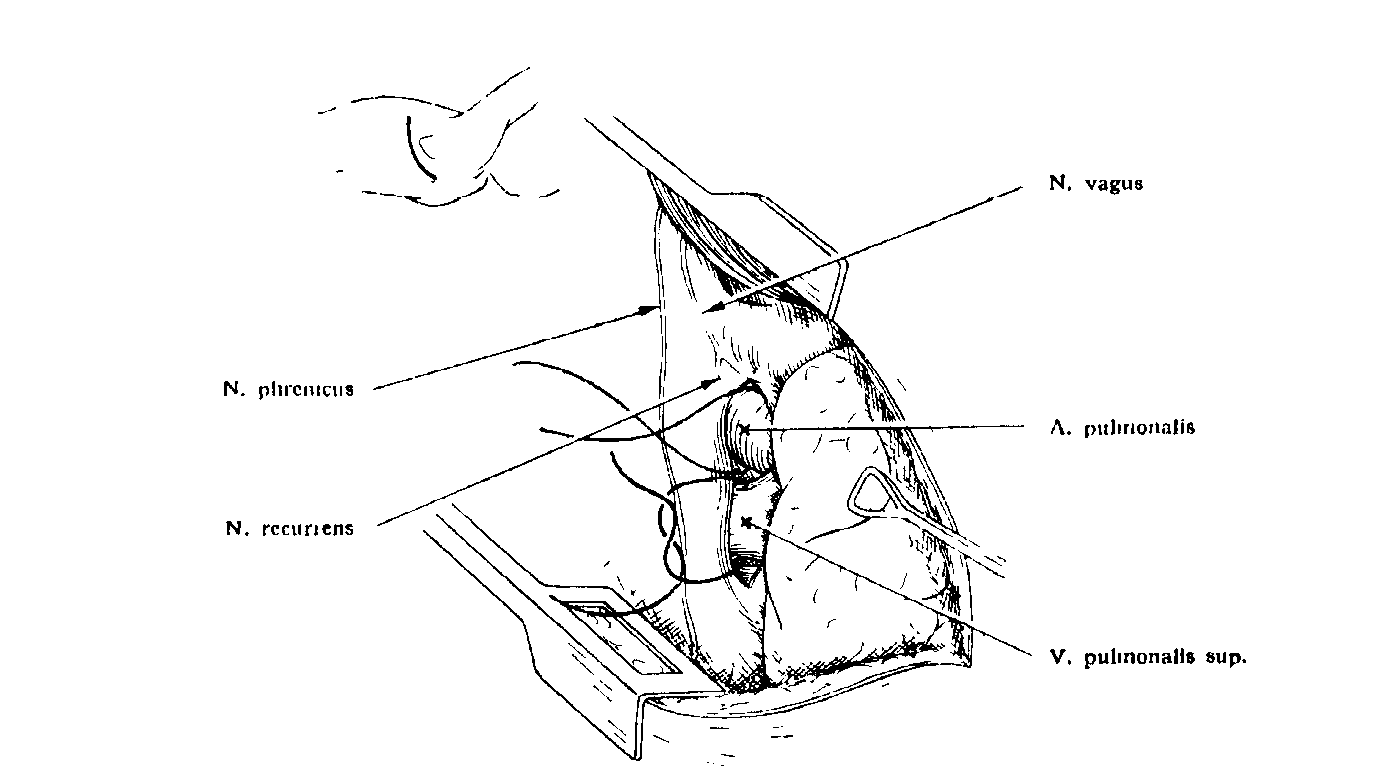 N. vagus
N. phrenicus
A. pulmonalis
N. recurrens
V. pulmonalis sup.